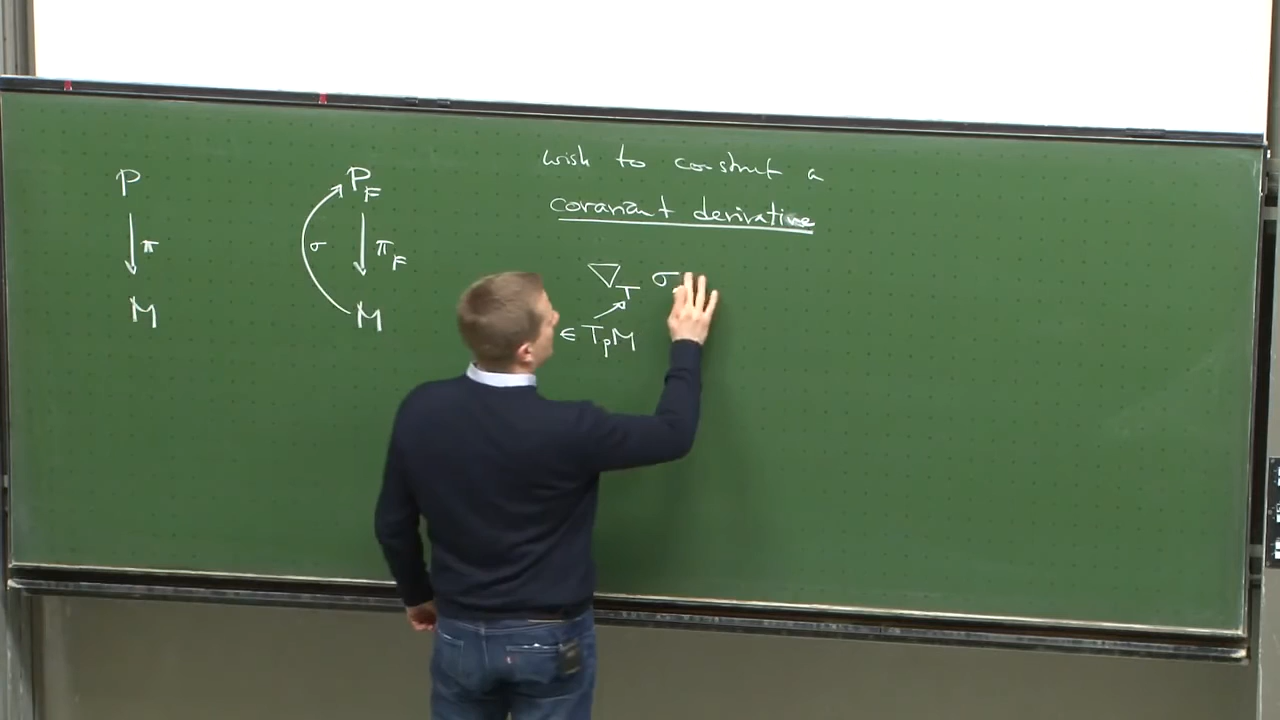 wish to construct a
covariant derivative
P
π
M
P_F
σ
π_F
M
∇_T σ
∈ T_pM